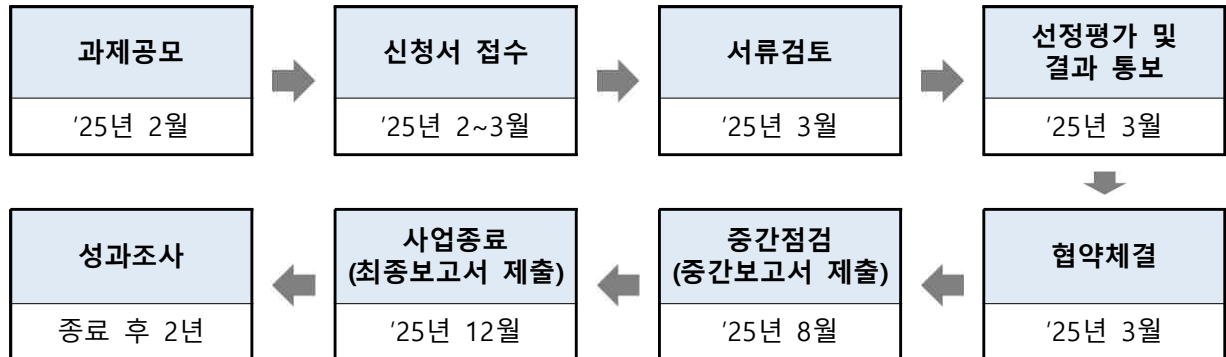 과제공모
'25년 2월
신청서 접수
'25년 2~3월
서류검토
'25년 3월
선정평가 및
결과 통보
'25년 3월
협약체결
'25년 3월
중간점검
(중간보고서 제출)
'25년 8월
사업종료
(최종보고서 제출)
'25년 12월
성과조사
종료 후 2년